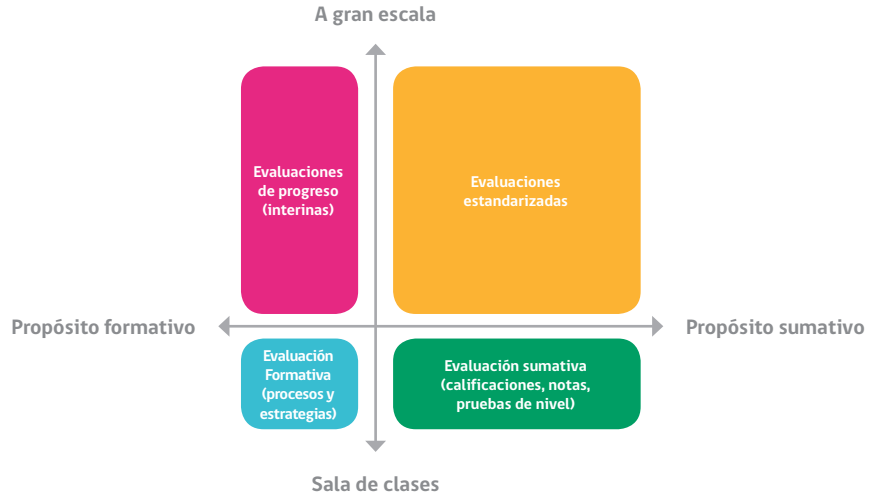 A gran escala
Evaluaciones
de progreso
(interinas)
Evaluaciones
estandarizadas
Propósito formativo
Propósito sumativo
Evaluación
Formativa
(procesos y
estrategias)
Evaluación sumativa
(calificaciones, notas,
pruebas de nivel)
Sala de clases